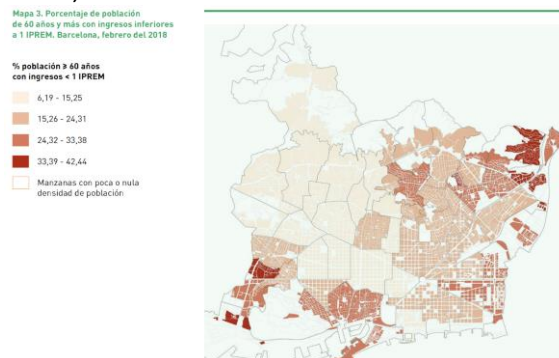 Mapa 3. Porcentaje de población
de 60 años y más con ingresos inferiores
a 1 IPREM. Barcelona, febrero del 2018
% población ≥ 60 años
con ingresos < 1 IPREM
6,19 - 15,25
15,26 - 24,31
24,32 - 33,38
33,39 - 42,44
Manzanas con poca o nula
densidad de población